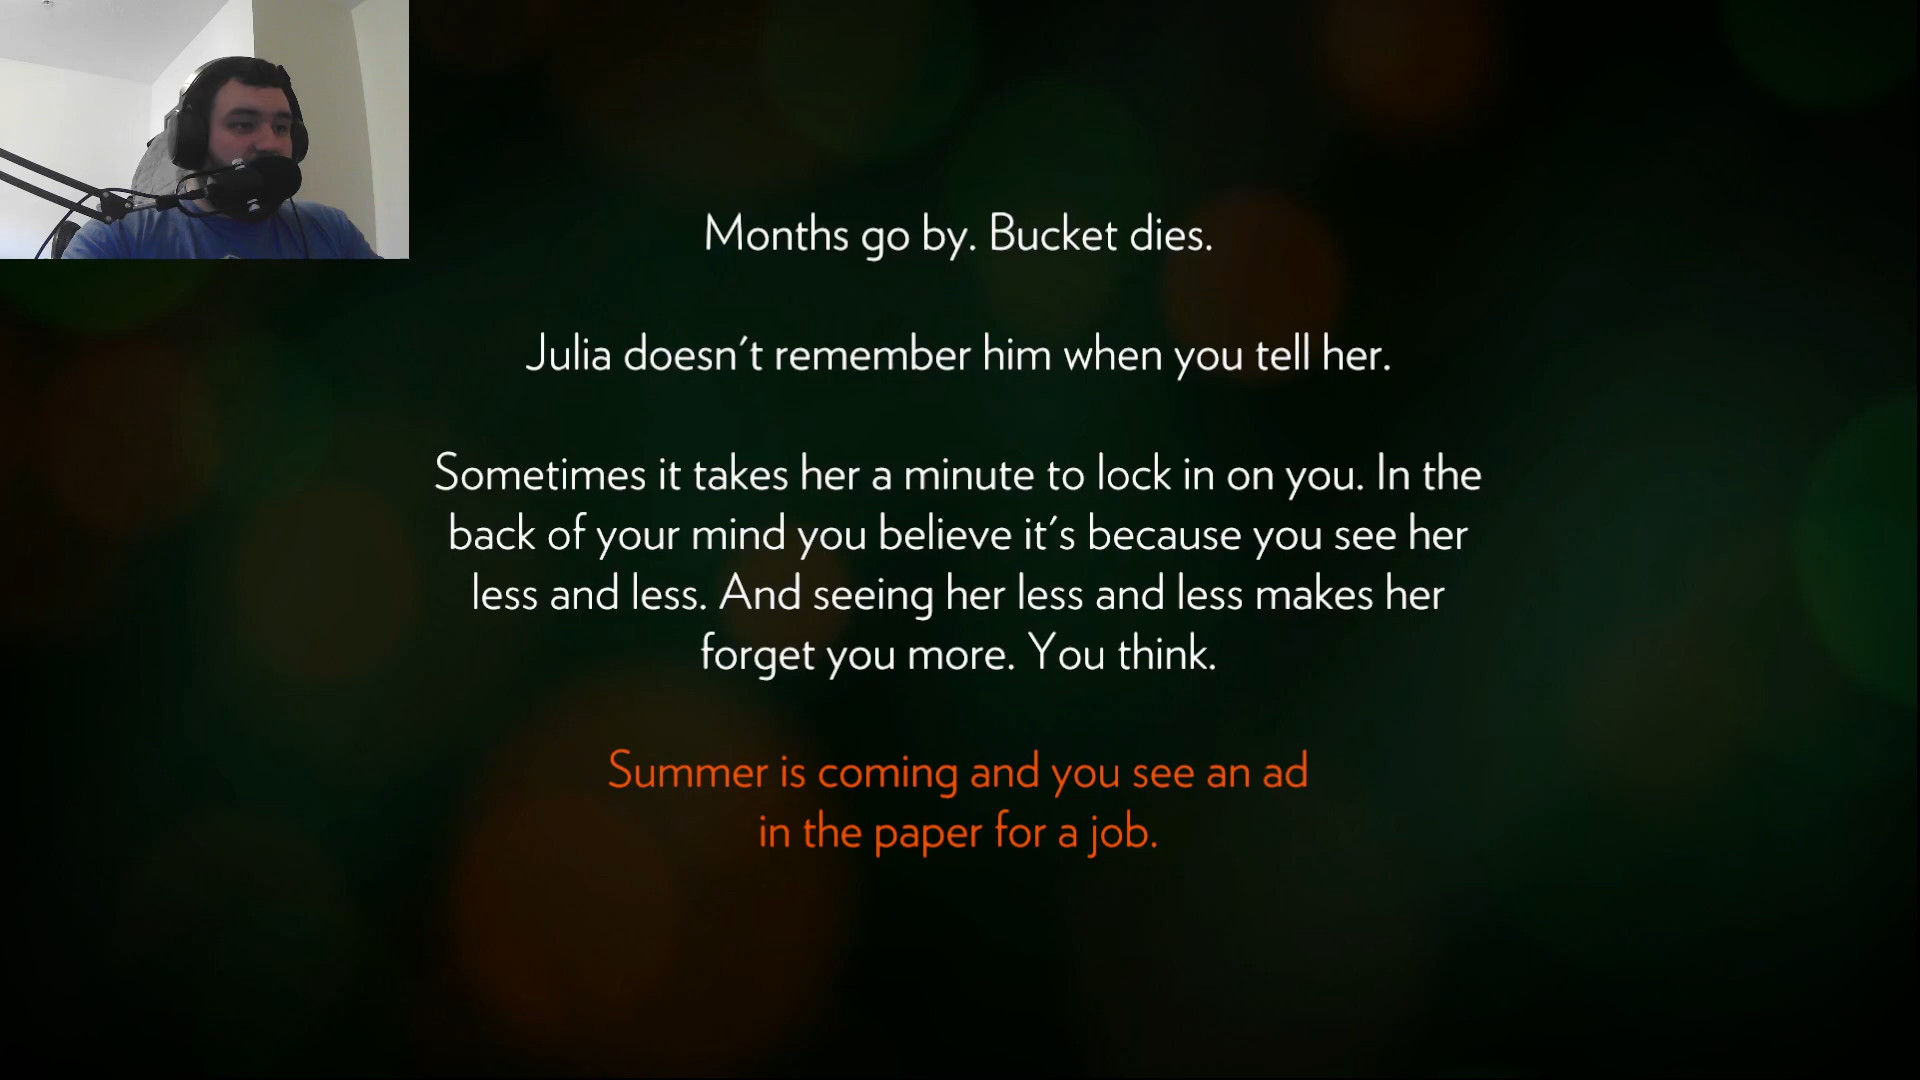 Months go by. Bucket dies.
Julia doesn't remember him when you tell her.
Sometimes it takes her a minute to lock in on you. In the
back of your mind you believe it's because you see her
less and less. And seeing her less and less makes her
forget you more. You think.
Summer is coming and you see an ad
in the paper for a job.